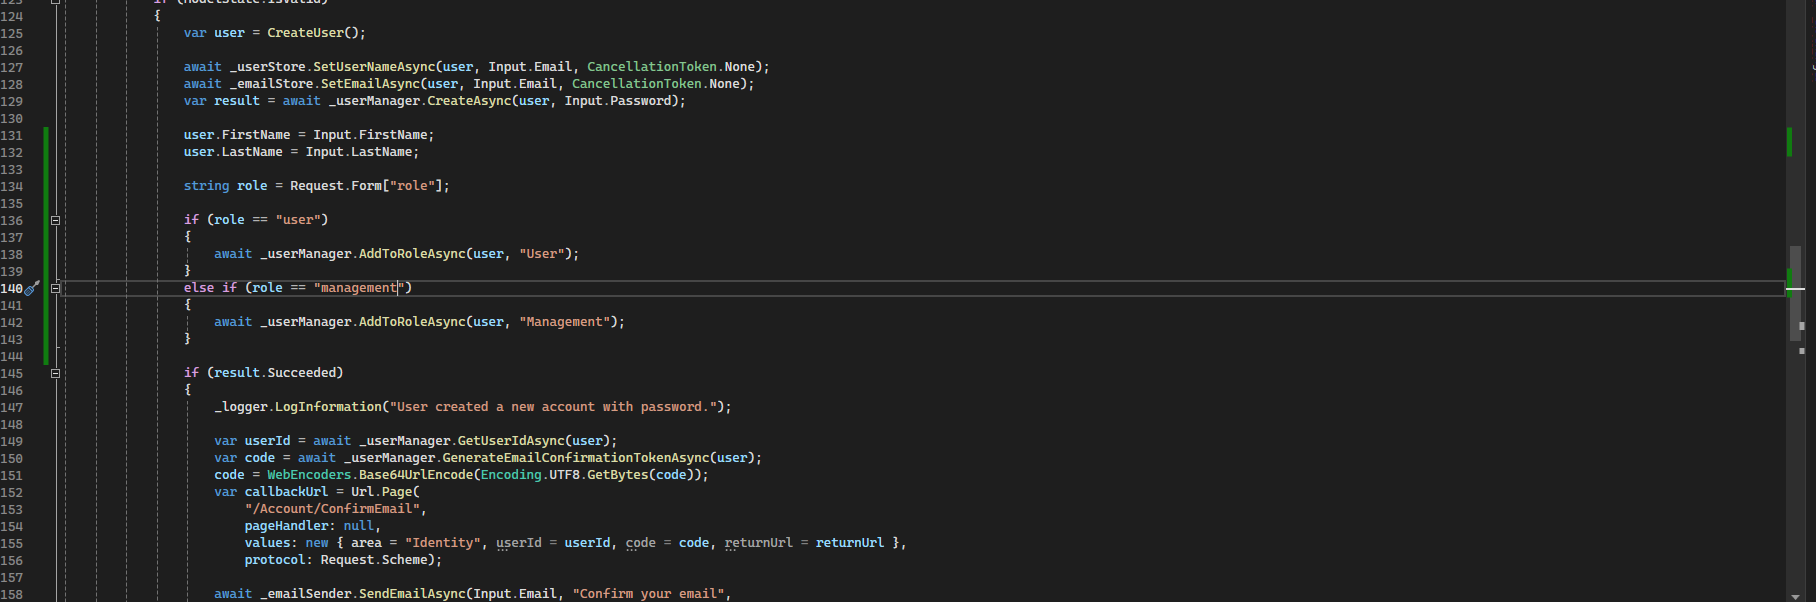 123 if (ModelState.IsValid)
124 {
125 var user = CreateUser();
126
127 await _userStore.SetUserNameAsync(user, Input.Email, CancellationToken.None);
128 await _emailStore.SetEmailAsync(user, Input.Email, CancellationToken.None);
129 var result = await _userManager.CreateAsync(user, Input.Password);
130
131 user.FirstName = Input.FirstName;
132 user.LastName = Input.LastName;
133
134 string role = Request.Form["role"];
135
136 if (role == "user")
137 {
138 await _userManager.AddToRoleAsync(user, "User");
139 }
140 else if (role == "management")
141 {
142 await _userManager.AddToRoleAsync(user, "Management");
143 }
144
145 if (result.Succeeded)
146 {
147 _logger.LogInformation("User created a new account with password.");
148
149 var userId = await _userManager.GetUserIdAsync(user);
150 var code = await _userManager.GenerateEmailConfirmationTokenAsync(user);
151 code = WebEncoders.Base64UrlEncode(Encoding.UTF8.GetBytes(code));
152 var callbackUrl = Url.Page(
153 "/Account/ConfirmEmail",
154 pageHandler: null,
155 values: new { area = "Identity", userId = userId, code = code, returnUrl = returnUrl },
156 protocol: Request.Scheme);
157
158 await _emailSender.SendEmailAsync(Input.Email, "Confirm your email",